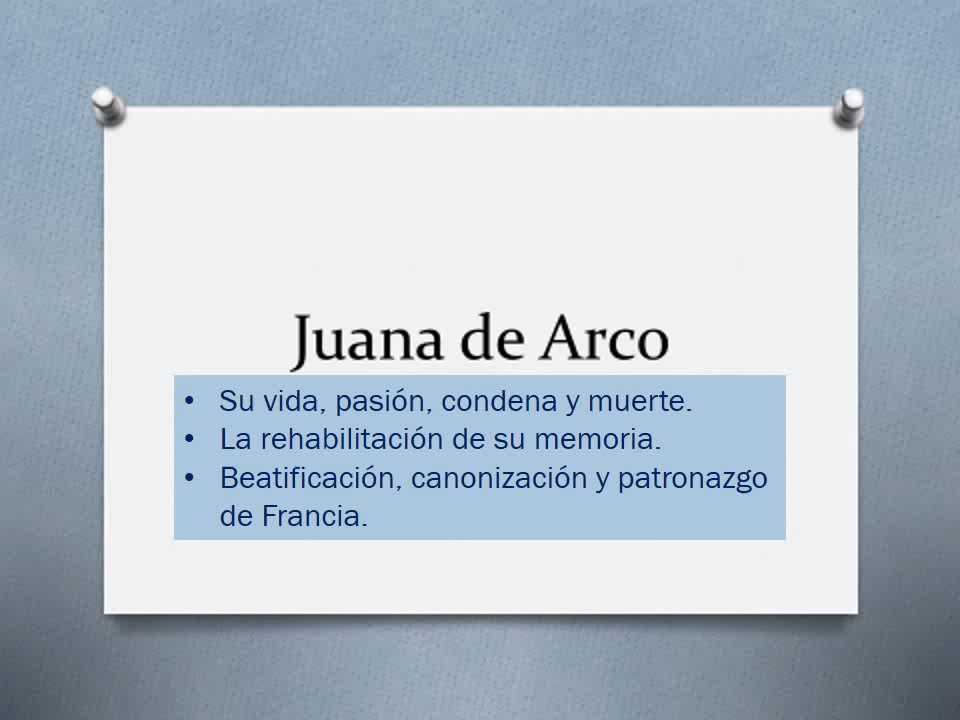 Juana de Arco
• Su vida, pasión, condena y muerte.
• La rehabilitación de su memoria.
• Beatificación, canonización y patronazgo
de Francia.